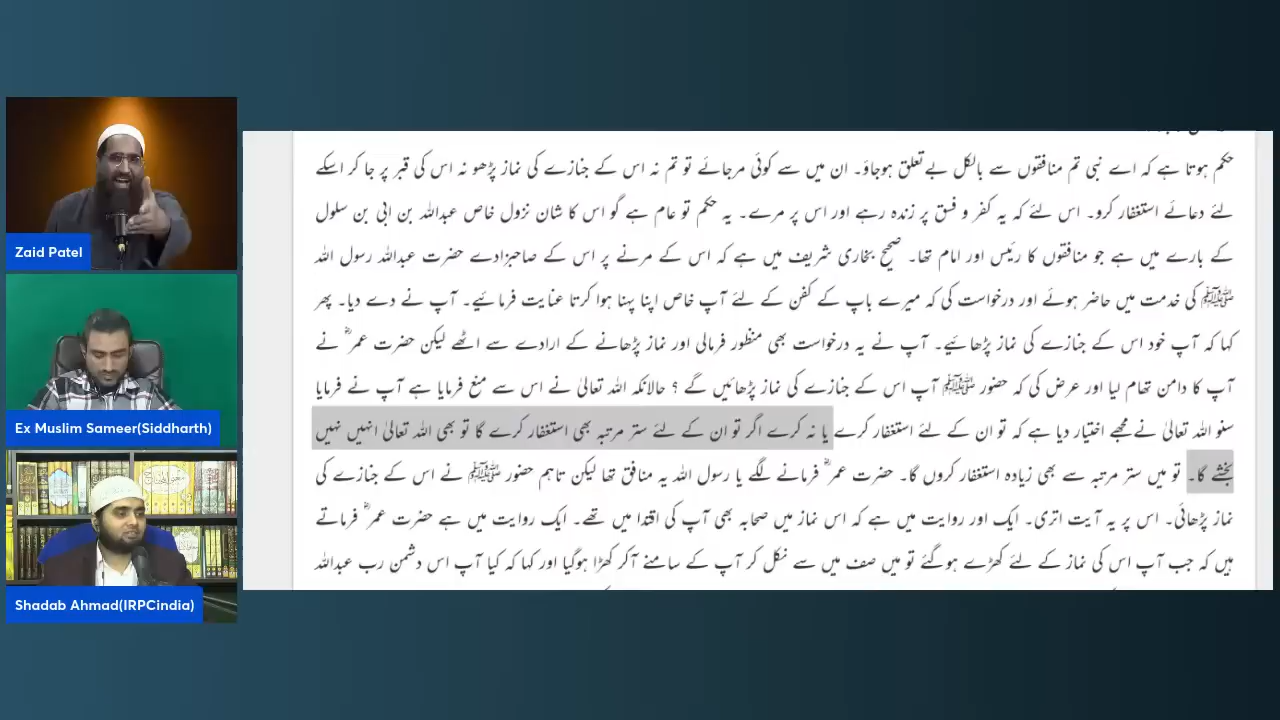 Zaid Patel
Ex Muslim Sameer(Siddharth)
Shadab Ahmad(IRPCindia)
حکم ہوتا ہے کہ اے نبی تم منافقوں سے بالکل بےتعلق ہوجاؤ۔ ان میں سے کوئی مرجائے تو تم نہ اس کے جنازے کی نماز پڑھو نہ اس کی قبر پر جا کر اسکے
لئے دعائے استغفار کرو۔ اس لئے کہ یہ کفر و فسق پر زندہ رہے اور اس پر مرے۔ یہ حکم تو عام ہے گو اس کا شان نزول خاص عبداللہ بن ابی بن سلول
کے بارے میں ہے جو منافقوں کا رئیس اور امام تھا۔ صحیح بخاری شریف میں ہے کہ اس کے مرنے پر اس کے صاحبزادے حضرت عبداللہ رسول اللہ
ﷺ کی خدمت میں حاضر ہوئے اور درخواست کی کہ میرے باپ کے کفن کے لئے آپ خاص اپنا پہنا ہوا کرتا عنایت فرمائیے۔ آپ نے دے دیا۔ پھر
کہا کہ آپ خود اس کے جنازے کی نماز پڑھائیے۔ آپ نے یہ درخواست بھی منظور فرمالی اور نماز پڑھانے کے ارادے سے اٹھے لیکن حضرت عمر ؓ نے
آپ کا دامن تھام لیا اور عرض کی کہ حضور ﷺ آپ اس کے جنازے کی نماز پڑھائیں گے ؟ حالانکہ اللہ تعالیٰ نے اس سے منع فرمایا ہے آپ نے فرمایا
سنو اللہ تعالیٰ نے مجھے اختیار دیا ہے کہ تو ان کے لئے استغفار کرے یا نہ کرے اگر تو ان کے لئے ستر مرتبہ بھی استغفار کرے گا تو بھی اللہ تعالیٰ انہیں نہیں
بخشے گا۔ تو میں ستر مرتبہ سے بھی زیادہ استغفار کروں گا۔ حضرت عمر ؓ فرمانے لگے یا رسول اللہ یہ منافق تھا لیکن تاہم حضور ﷺ نے اس کے جنازے کی
نماز پڑھائی۔ اس پر یہ آیت اتری۔ ایک اور روایت میں ہے کہ اس نماز میں صحابہ بھی آپ کی اقتدا میں تھے۔ ایک روایت میں ہے حضرت عمر ؓ فرماتے
ہیں کہ جب آپ اس کی نماز کے لئے کھڑے ہوگئے تو میں صف میں سے نکل کر آپ کے سامنے آکر کھڑا ہوگیا اور کہا کہ کیا آپ اس دشمن رب عبداللہ